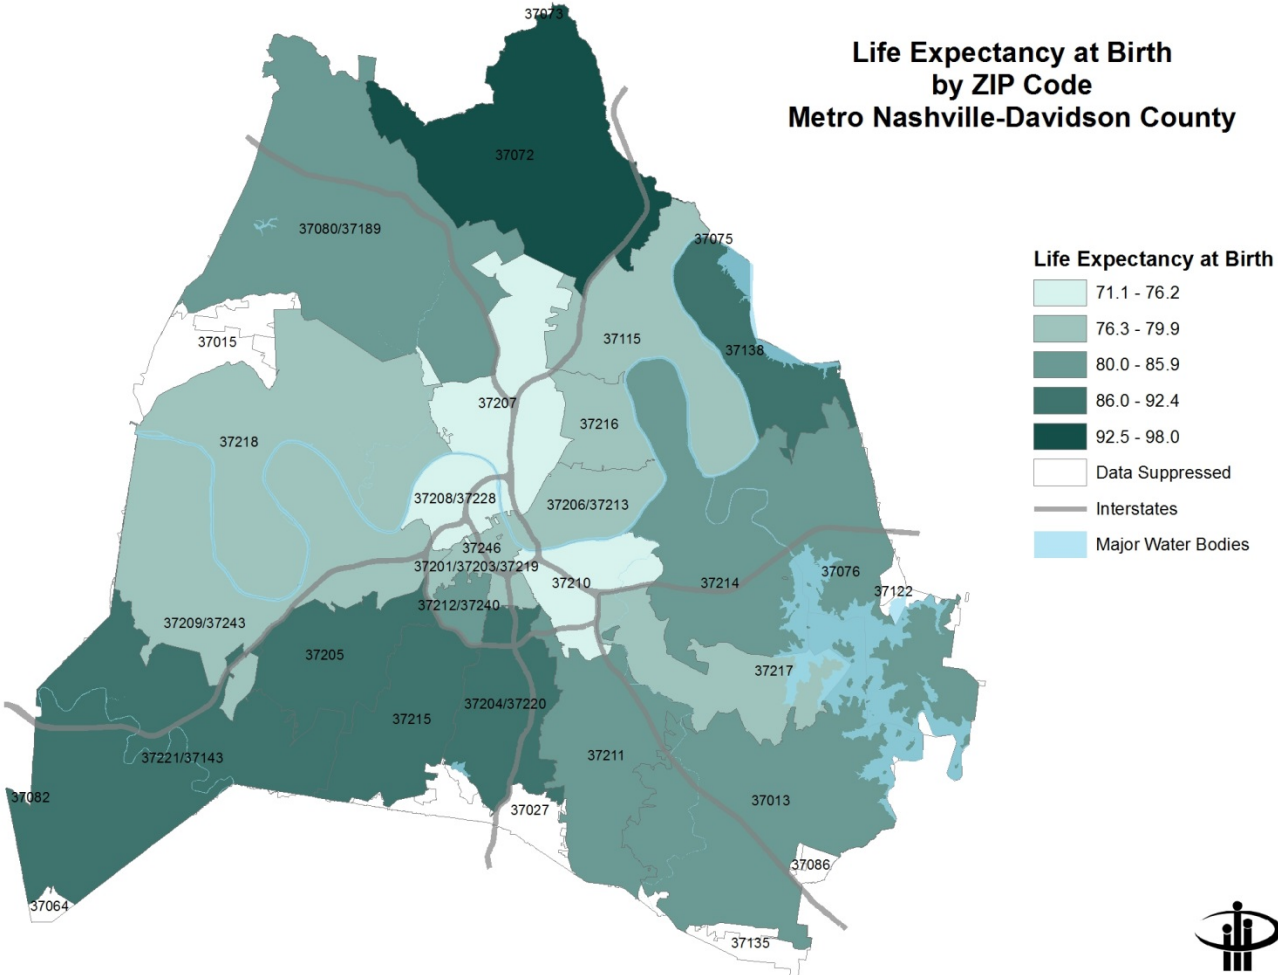 37073
Life Expectancy at Birth
by ZIP Code
Metro Nashville-Davidson County
37072
37080/37189
37075
Life Expectancy at Birth
71.1 - 76.2
76.3 - 79.9
80.0 - 85.9
86.0 - 92.4
92.5 - 98.0
Data Suppressed
Interstates
Major Water Bodies
37015
37115
37138
37207
37216
37218
37208/37228
37206/37213
37246
37201/37203/37219
37210
37214
37076
37122
37212/37240
37209/37243
37205
37217
37204/37220
37215
37211
37221/37143
37082
37013
37027
37086
37064
37135